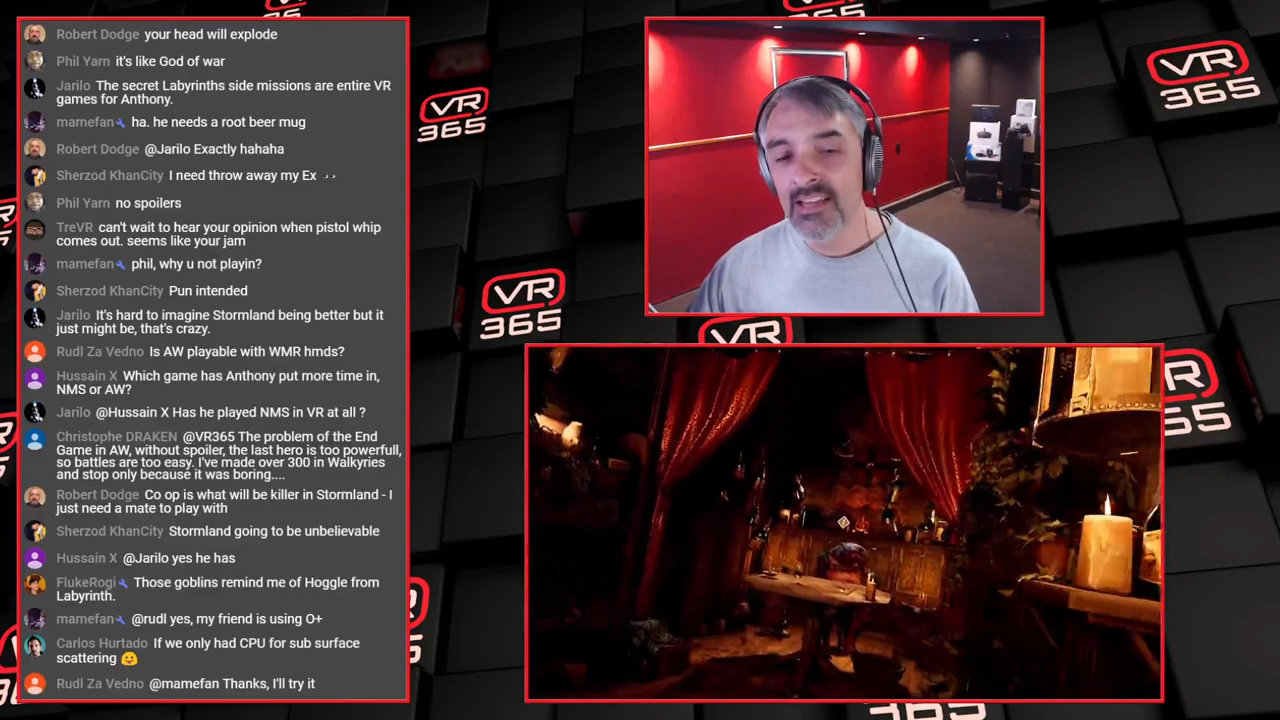 Robert Dodge your head will explode
Phil Yarn it's like God of war
Jarilo The secret Labyrinths side missions are entire VR
games for Anthony.
mamefan ha. he needs a root beer mug
Robert Dodge @Jarilo Exactly hahaha
Sherzod KhanCity I need throw away my Ex
Phil Yarn no spoilers
TreVR can't wait to hear your opinion when pistol whip
comes out. seems like your jam
mamefan phil, why u not playin?
Sherzod KhanCity Pun intended
Jarilo It's hard to imagine Stormland being better but it
just might be, that's crazy.
Rudl Za Vedno Is AW playable with WMR hmds?
Hussain X Which game has Anthony put more time in,
NMS or AW?
Jarilo @Hussain X Has he played NMS in VR at all ?
Christophe DRAKEN @VR365 The problem of the End
Game in AW, without spoiler, the last hero is too powerfull,
so battles are too easy. I've made over 300 in Walkyries
and stop only because it was boring....
Robert Dodge Co op is what will be killer in Stormland - I
just need a mate to play with
Sherzod KhanCity Stormland going to be unbelievable
Hussain X @Jarilo yes he has
FlukeRogi Those goblins remind me of Hoggle from
Labyrinth.
mamefan @rudl yes, my friend is using O+
Carlos Hurtado If we only had CPU for sub surface
scattering
Rudl Za Vedno @mamefan Thanks, I'll try it
VR
365
VR
365
VR
365
VR
365